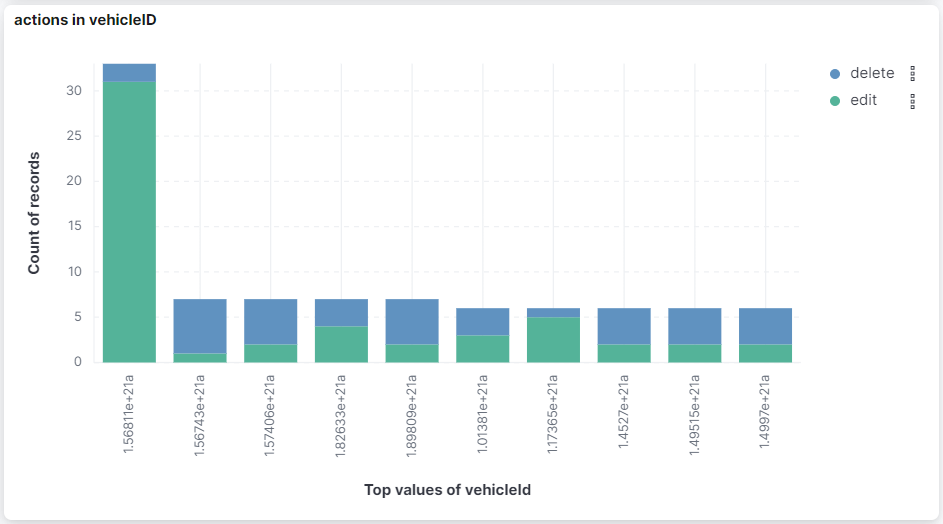 actions in vehicleID
delete
edit
Count of records
30
25
20
15
10
5
0
1.56811e+21a
1.56743e+21a
1.57406e+21a
1.82633e+21a
1.89809e+21a
1.01381e+21a
1.17365e+21a
1.4527e+21a
1.49515e+21a
1.4997e+21a
Top values of vehicleId